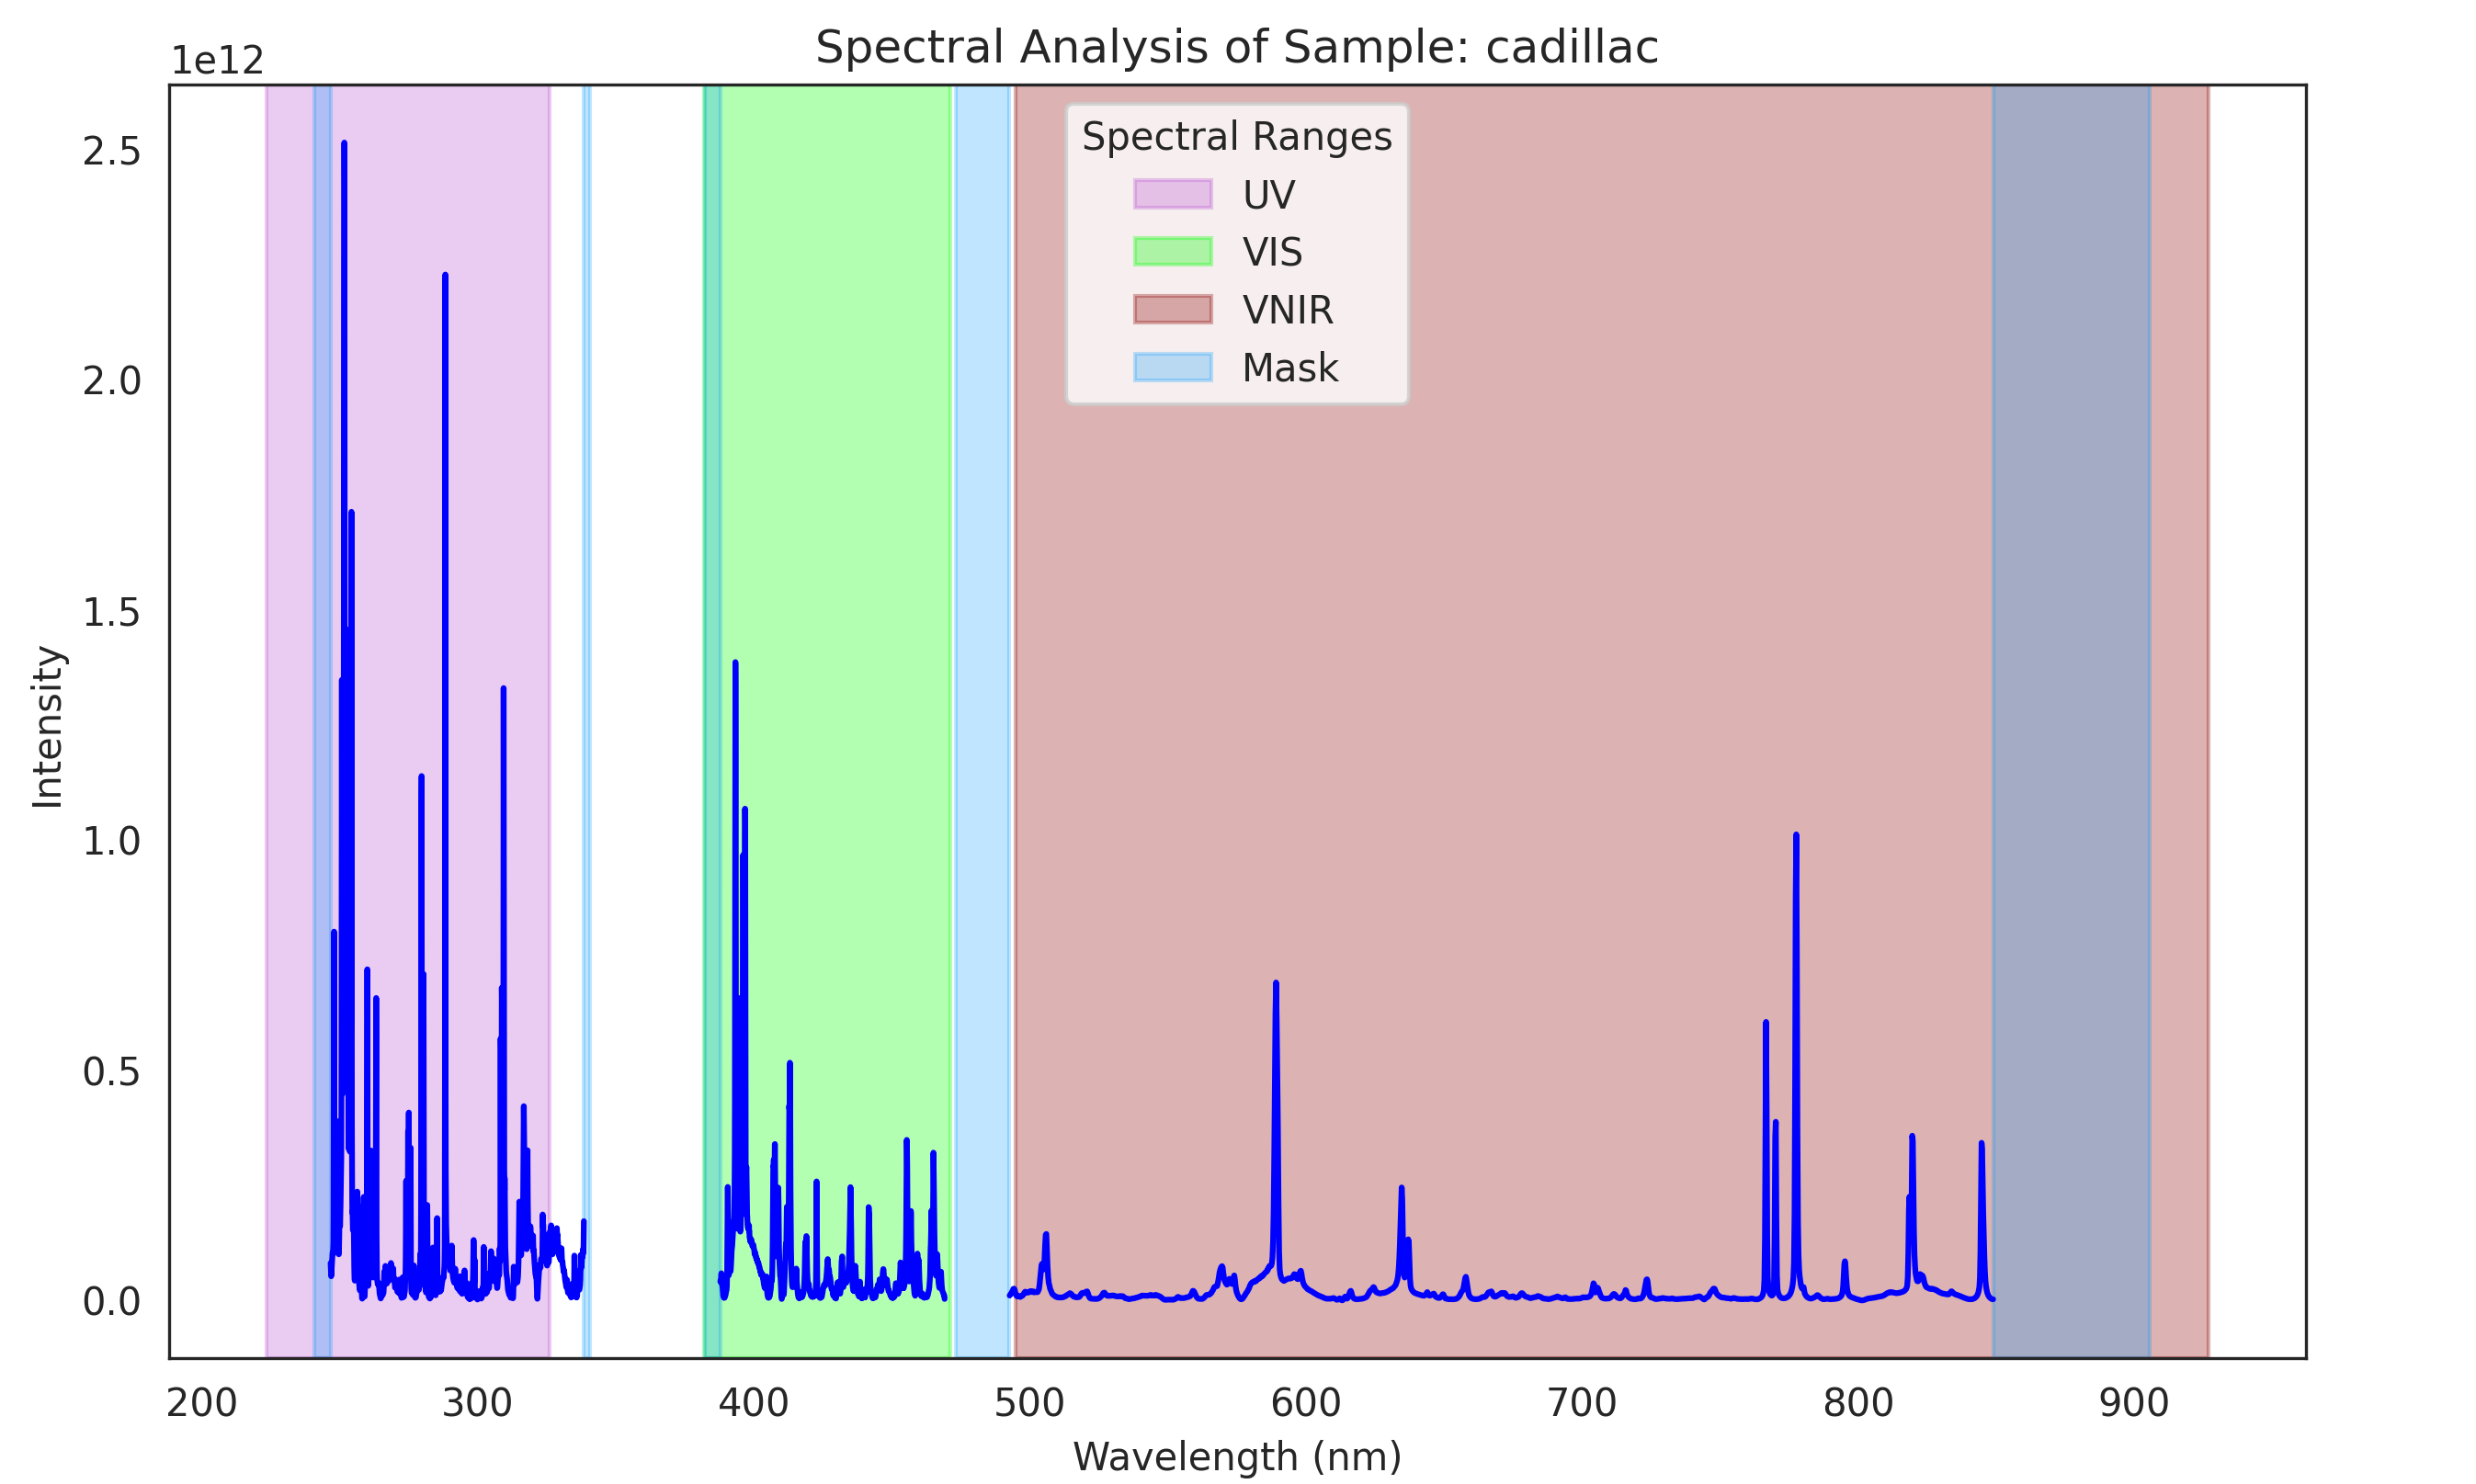 Spectral Analysis of Sample: cadillac
1e12
2.5
2.0
1.5
1.0
0.5
0.0
Intensity
Spectral Ranges
UV
VIS
VNIR
Mask
200 300 400 500 600 700 800 900
Wavelength (nm)